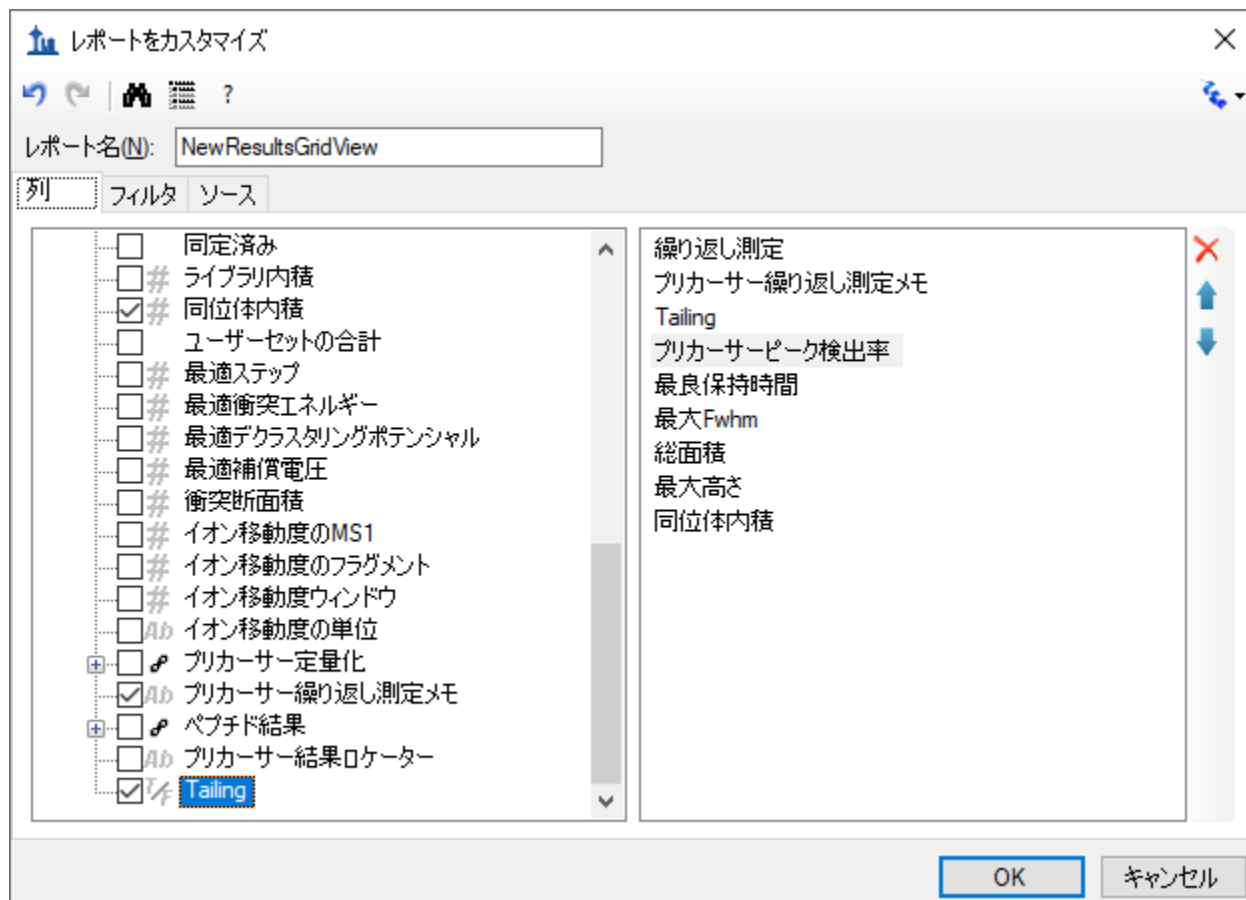 レポートをカスタマイズ
?
レポート名(N): NewResultsGridView
列 フィルタ ソース
同定済み
# ライブラリ内積
# 同位体内積
ユーザーセットの合計
# 最適ステップ
# 最適衝突エネルギー
# 最適デクラスタリングポテンシャル
# 最適補償電圧
# 衝突断面積
# イオン移動度のMS1
# イオン移動度のフラグメント
# イオン移動度ウィンドウ
Ab イオン移動度の単位
プリカーサー定量化
Ab プリカーサー繰り返し測定メモ
ペプチド結果
Ab プリカーサー結果ロケーター
T/F Tailing
繰り返し測定
プリカーサー繰り返し測定メモ
Tailing
プリカーサーピーク検出率
最良保持時間
最大Fwhm
総面積
最大高さ
同位体内積
OK キャンセル